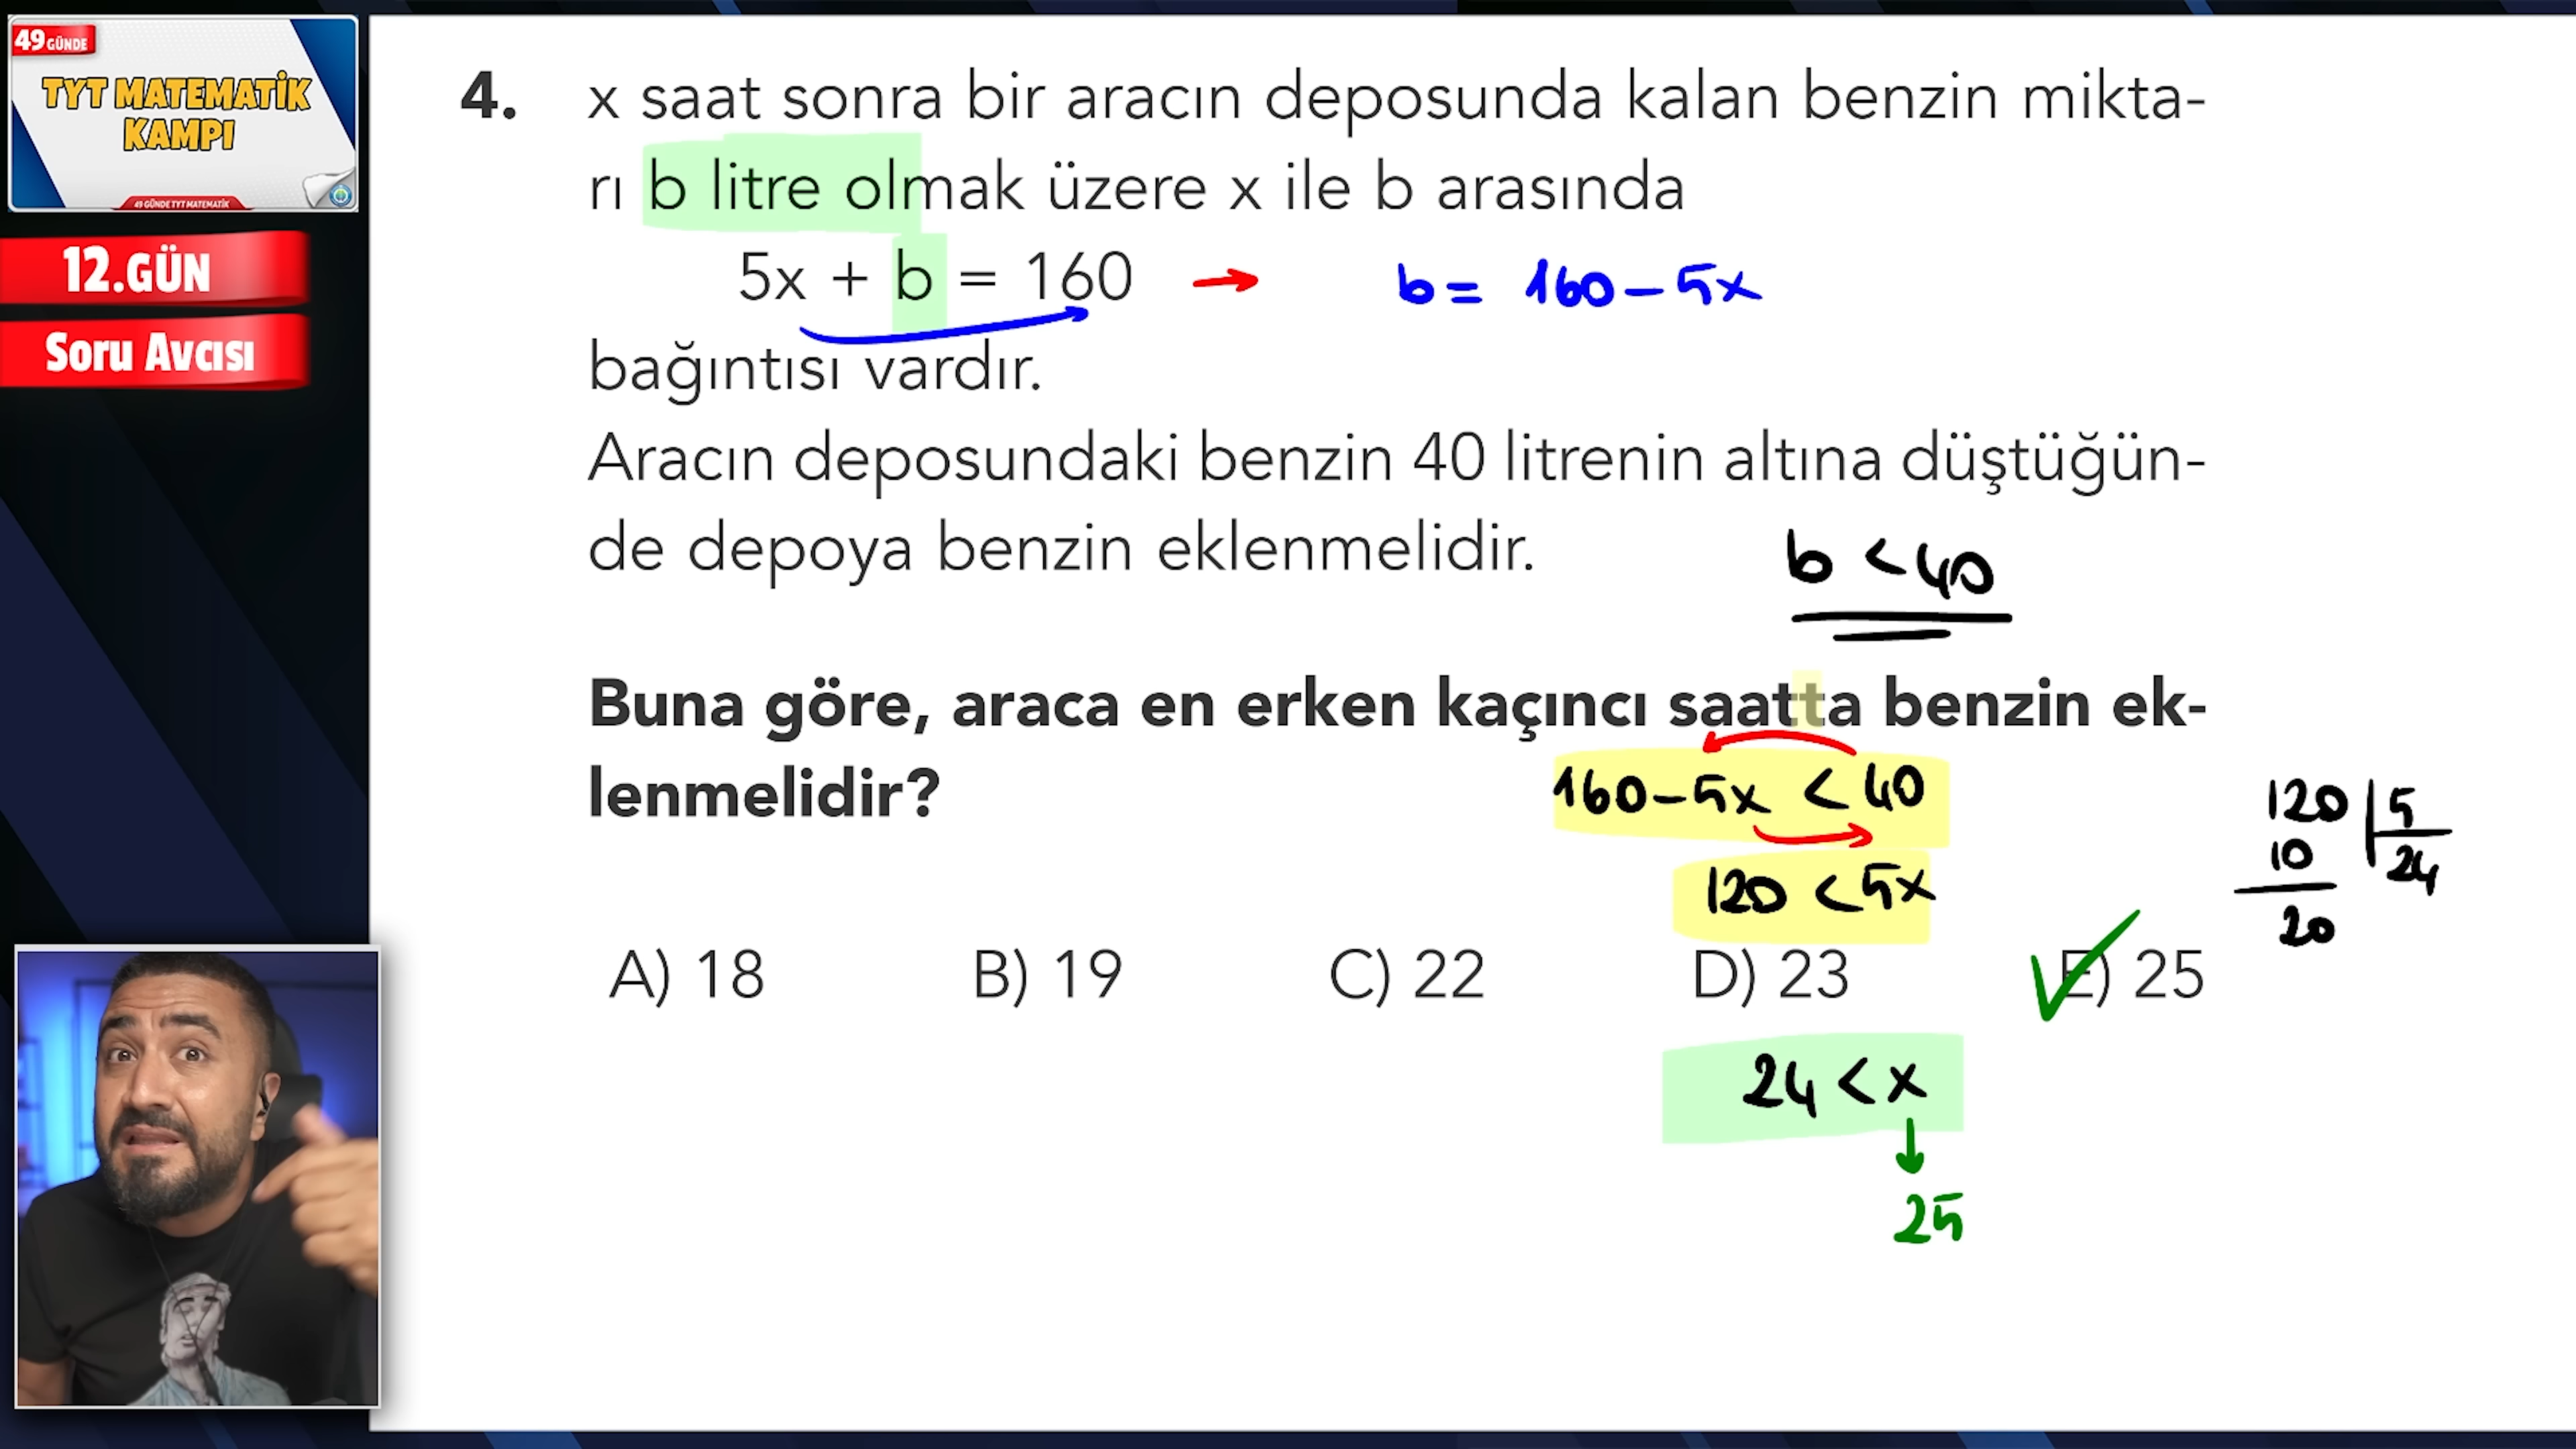 49 GÜNDE
TYT MATEMATİK
KAMPI
49 GÜNDE TYT MATEMATİK
12.GÜN
Soru Avcısı
4. x saat sonra bir aracın deposunda kalan benzin mikta-
rı b litre olmak üzere x ile b arasında
5x + b = 160 → b = 160 – 5x
bağıntısı vardır.
Aracın deposundaki benzin 40 litrenin altına düştüğün-
de depoya benzin eklenmelidir.
b < 40
Buna göre, araca en erken kaçıncı saatta benzin ek-
lenmelidir?
160 – 5x < 40
120 < 5x
120 | 5
10 24
20
A) 18 B) 19 C) 22 D) 23 E) 25
24 < x
↓
25